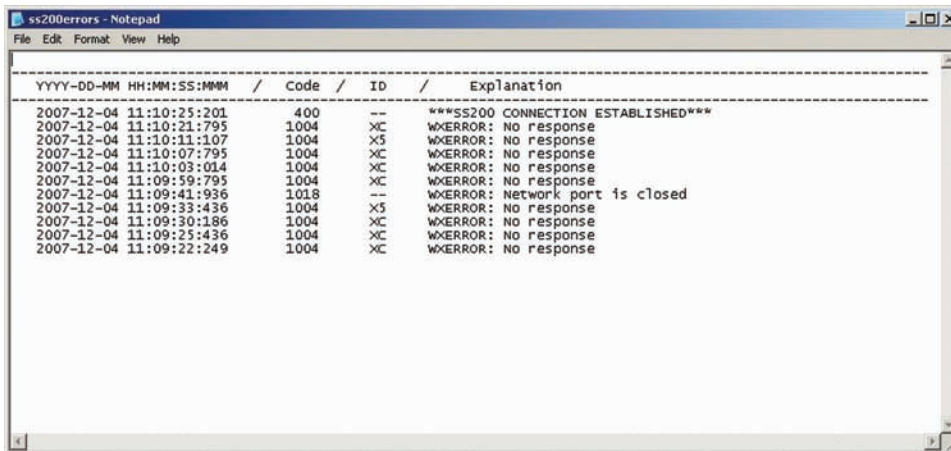 ss200errors - Notepad
File Edit Format View Help
--------------------------------------------------------------------------------
YYYY-DD-MM HH:MM:SS:MMM / Code / ID / Explanation
--------------------------------------------------------------------------------
2007-12-04 11:10:25:201 400 -- ***SS200 CONNECTION ESTABLISHED***
2007-12-04 11:10:21:795 1004 XC WXERROR: No response
2007-12-04 11:10:11:107 1004 X5 WXERROR: No response
2007-12-04 11:10:07:795 1004 XC WXERROR: No response
2007-12-04 11:10:03:014 1004 XC WXERROR: No response
2007-12-04 11:09:59:795 1004 XC WXERROR: No response
2007-12-04 11:09:41:936 1018 -- WXERROR: Network port is closed
2007-12-04 11:09:33:436 1004 X5 WXERROR: No response
2007-12-04 11:09:30:186 1004 XC WXERROR: No response
2007-12-04 11:09:25:436 1004 XC WXERROR: No response
2007-12-04 11:09:22:249 1004 XC WXERROR: No response